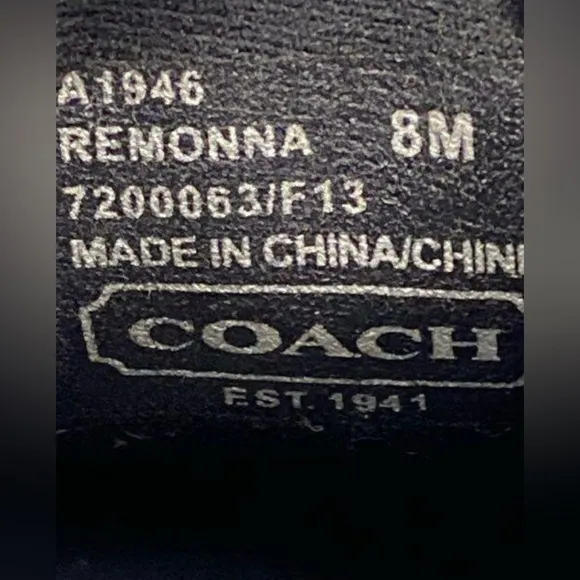 A1946
REMONNA 8M
7200063/F13
MADE IN CHINA/CHIN
COACH
EST. 1941